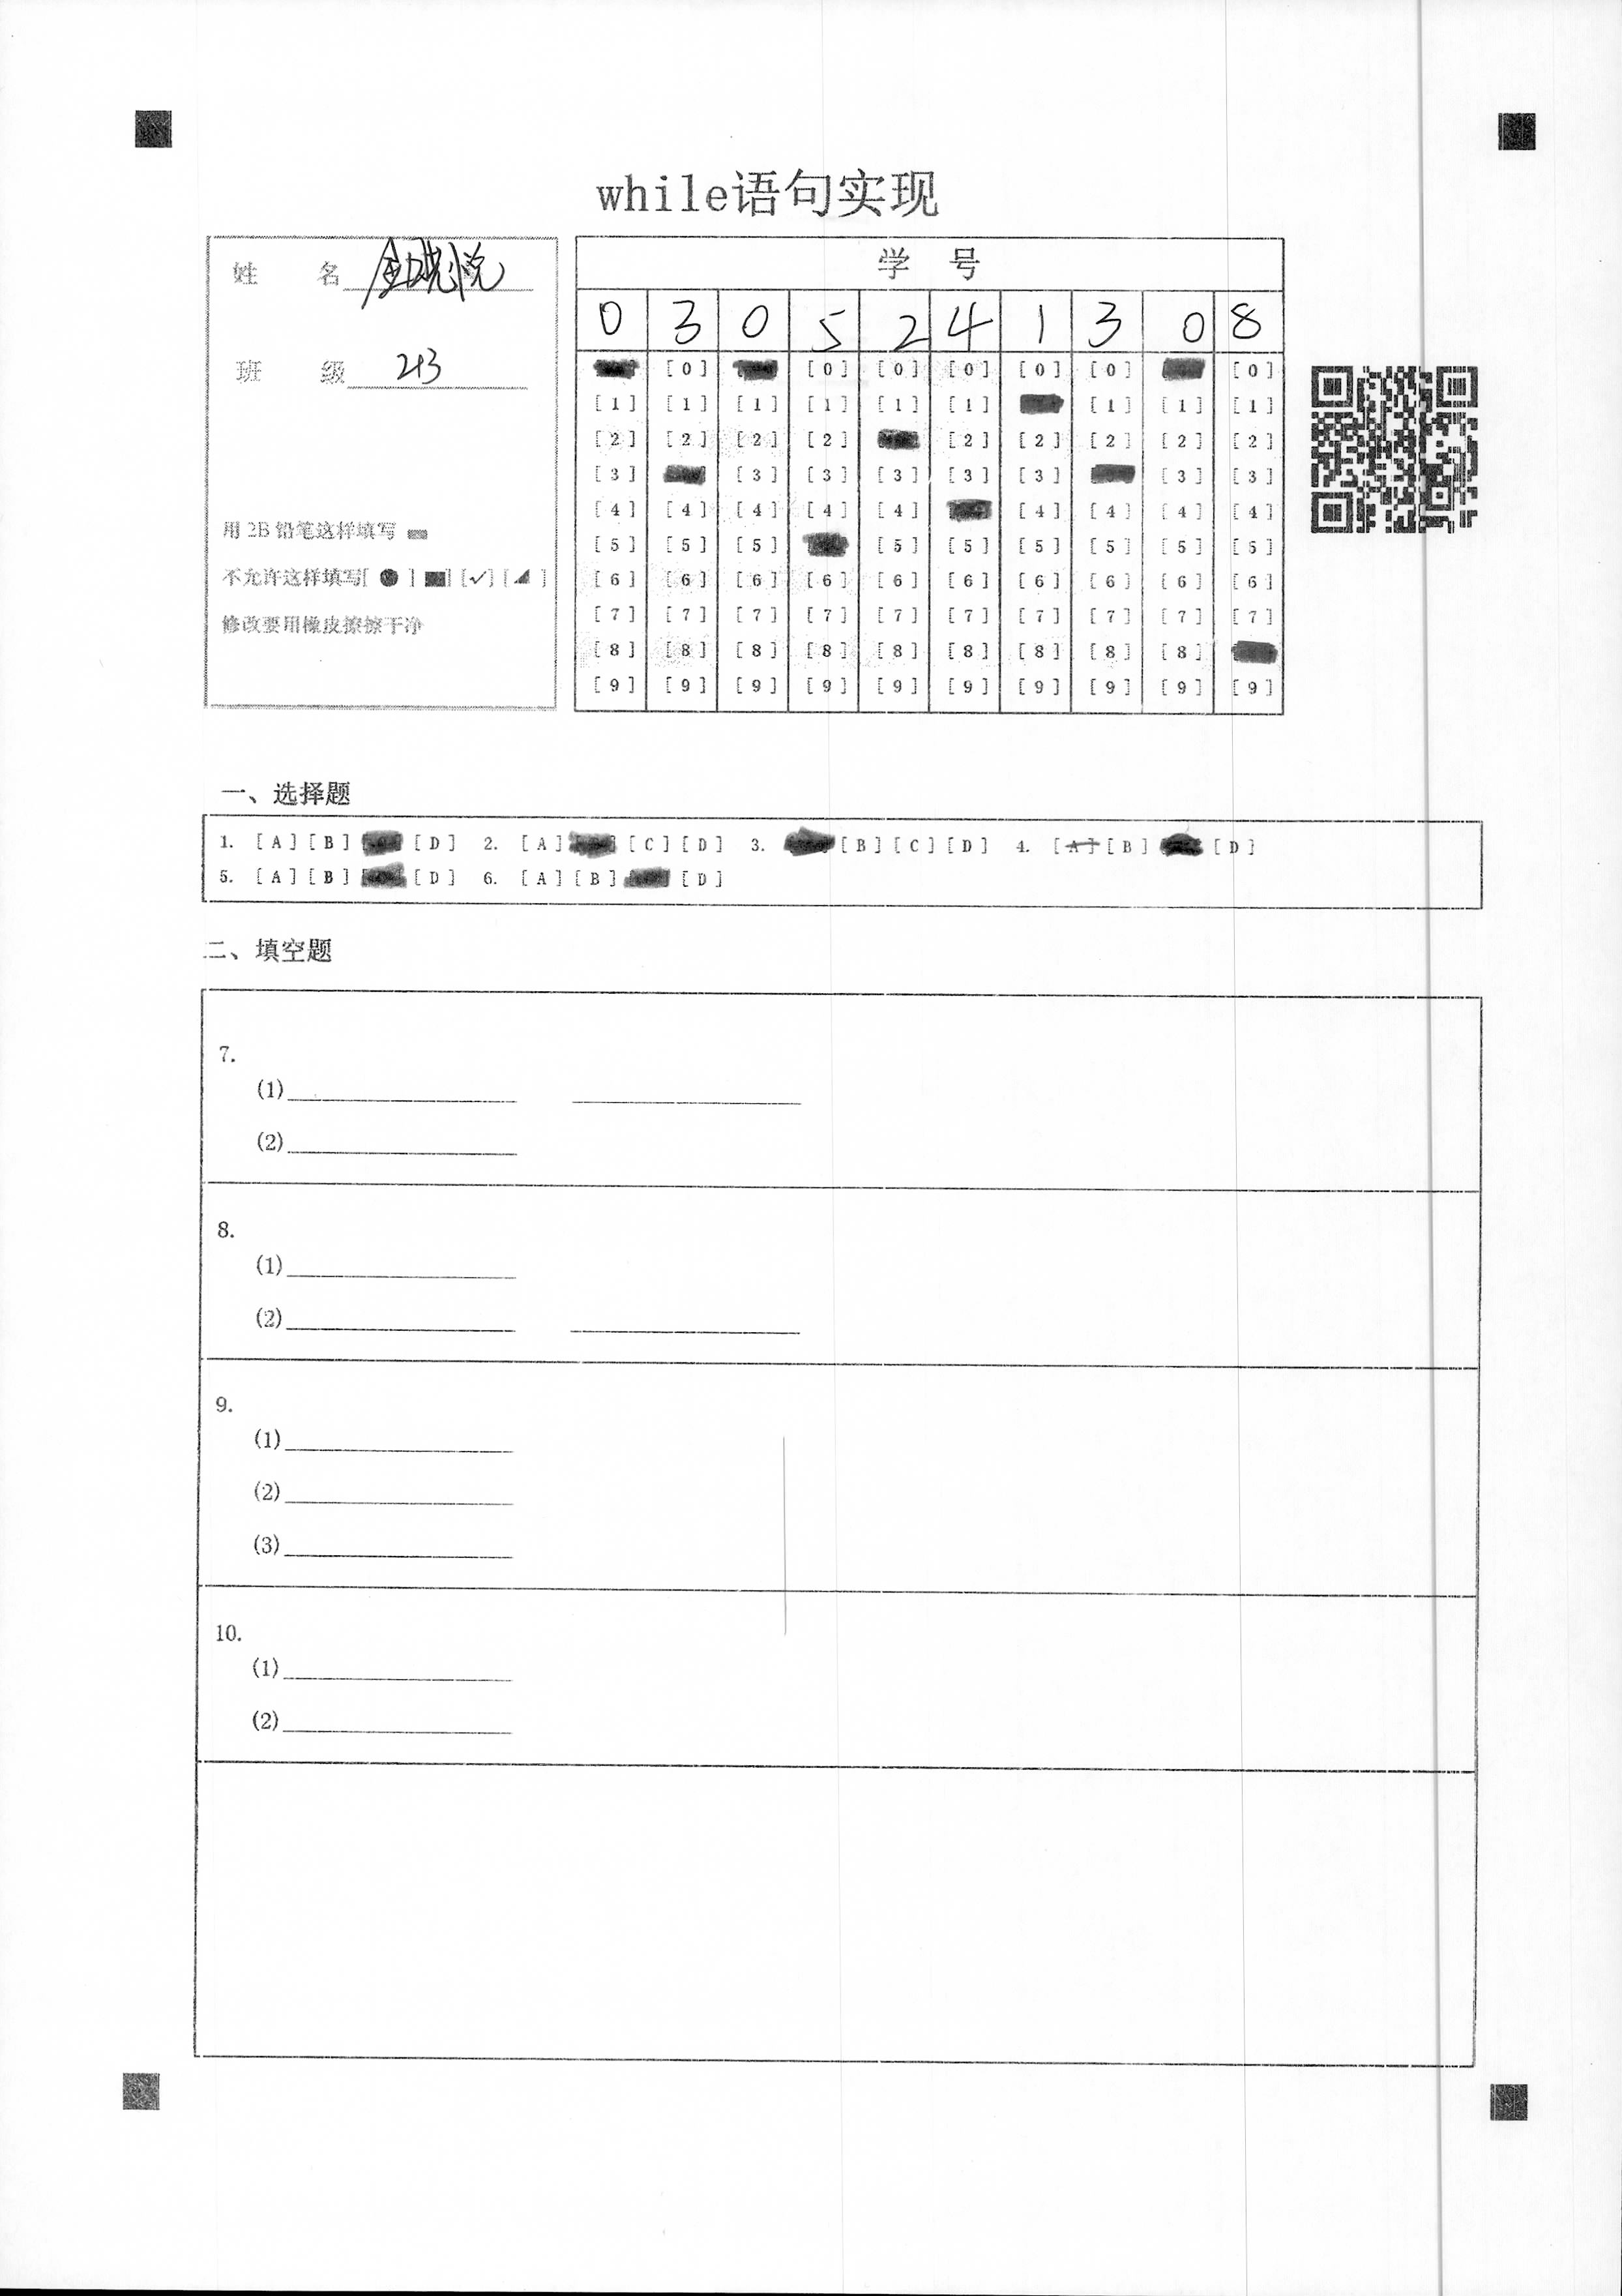 while语句实现
姓 名 金晓悦
班 级 213
用 2B 铅笔这样填写
不允许这样填写[ ● ] ■] [✓] [ ◢ ]
修改要用橡皮擦擦干净
学 号
0 3 0 5 2 4 1 3 0 8
[0] [0] [0] [0] [0] [0] [0]
[1] [1] [1] [1] [1] [1] [1] [1] [1]
[2] [2] [2] [2] [2] [2] [2] [2] [2]
[3] [3] [3] [3] [3] [3] [3] [3]
[4] [4] [4] [4] [4] [4] [4] [4] [4]
[5] [5] [5] [5] [5] [5] [5] [5] [5]
[6] [6] [6] [6] [6] [6] [6] [6] [6] [6]
[7] [7] [7] [7] [7] [7] [7] [7] [7] [7]
[8] [8] [8] [8] [8] [8] [8] [8] [8]
[9] [9] [9] [9] [9] [9] [9] [9] [9] [9]
一、选择题
1. [A] [B] [D] 2. [A] [C] [D] 3. [B] [C] [D] 4. [A] [B] [D]
5. [A] [B] [D] 6. [A] [B] [D]
二、填空题
7.
(1)
(2)
8.
(1)
(2)
9.
(1)
(2)
(3)
10.
(1)
(2)